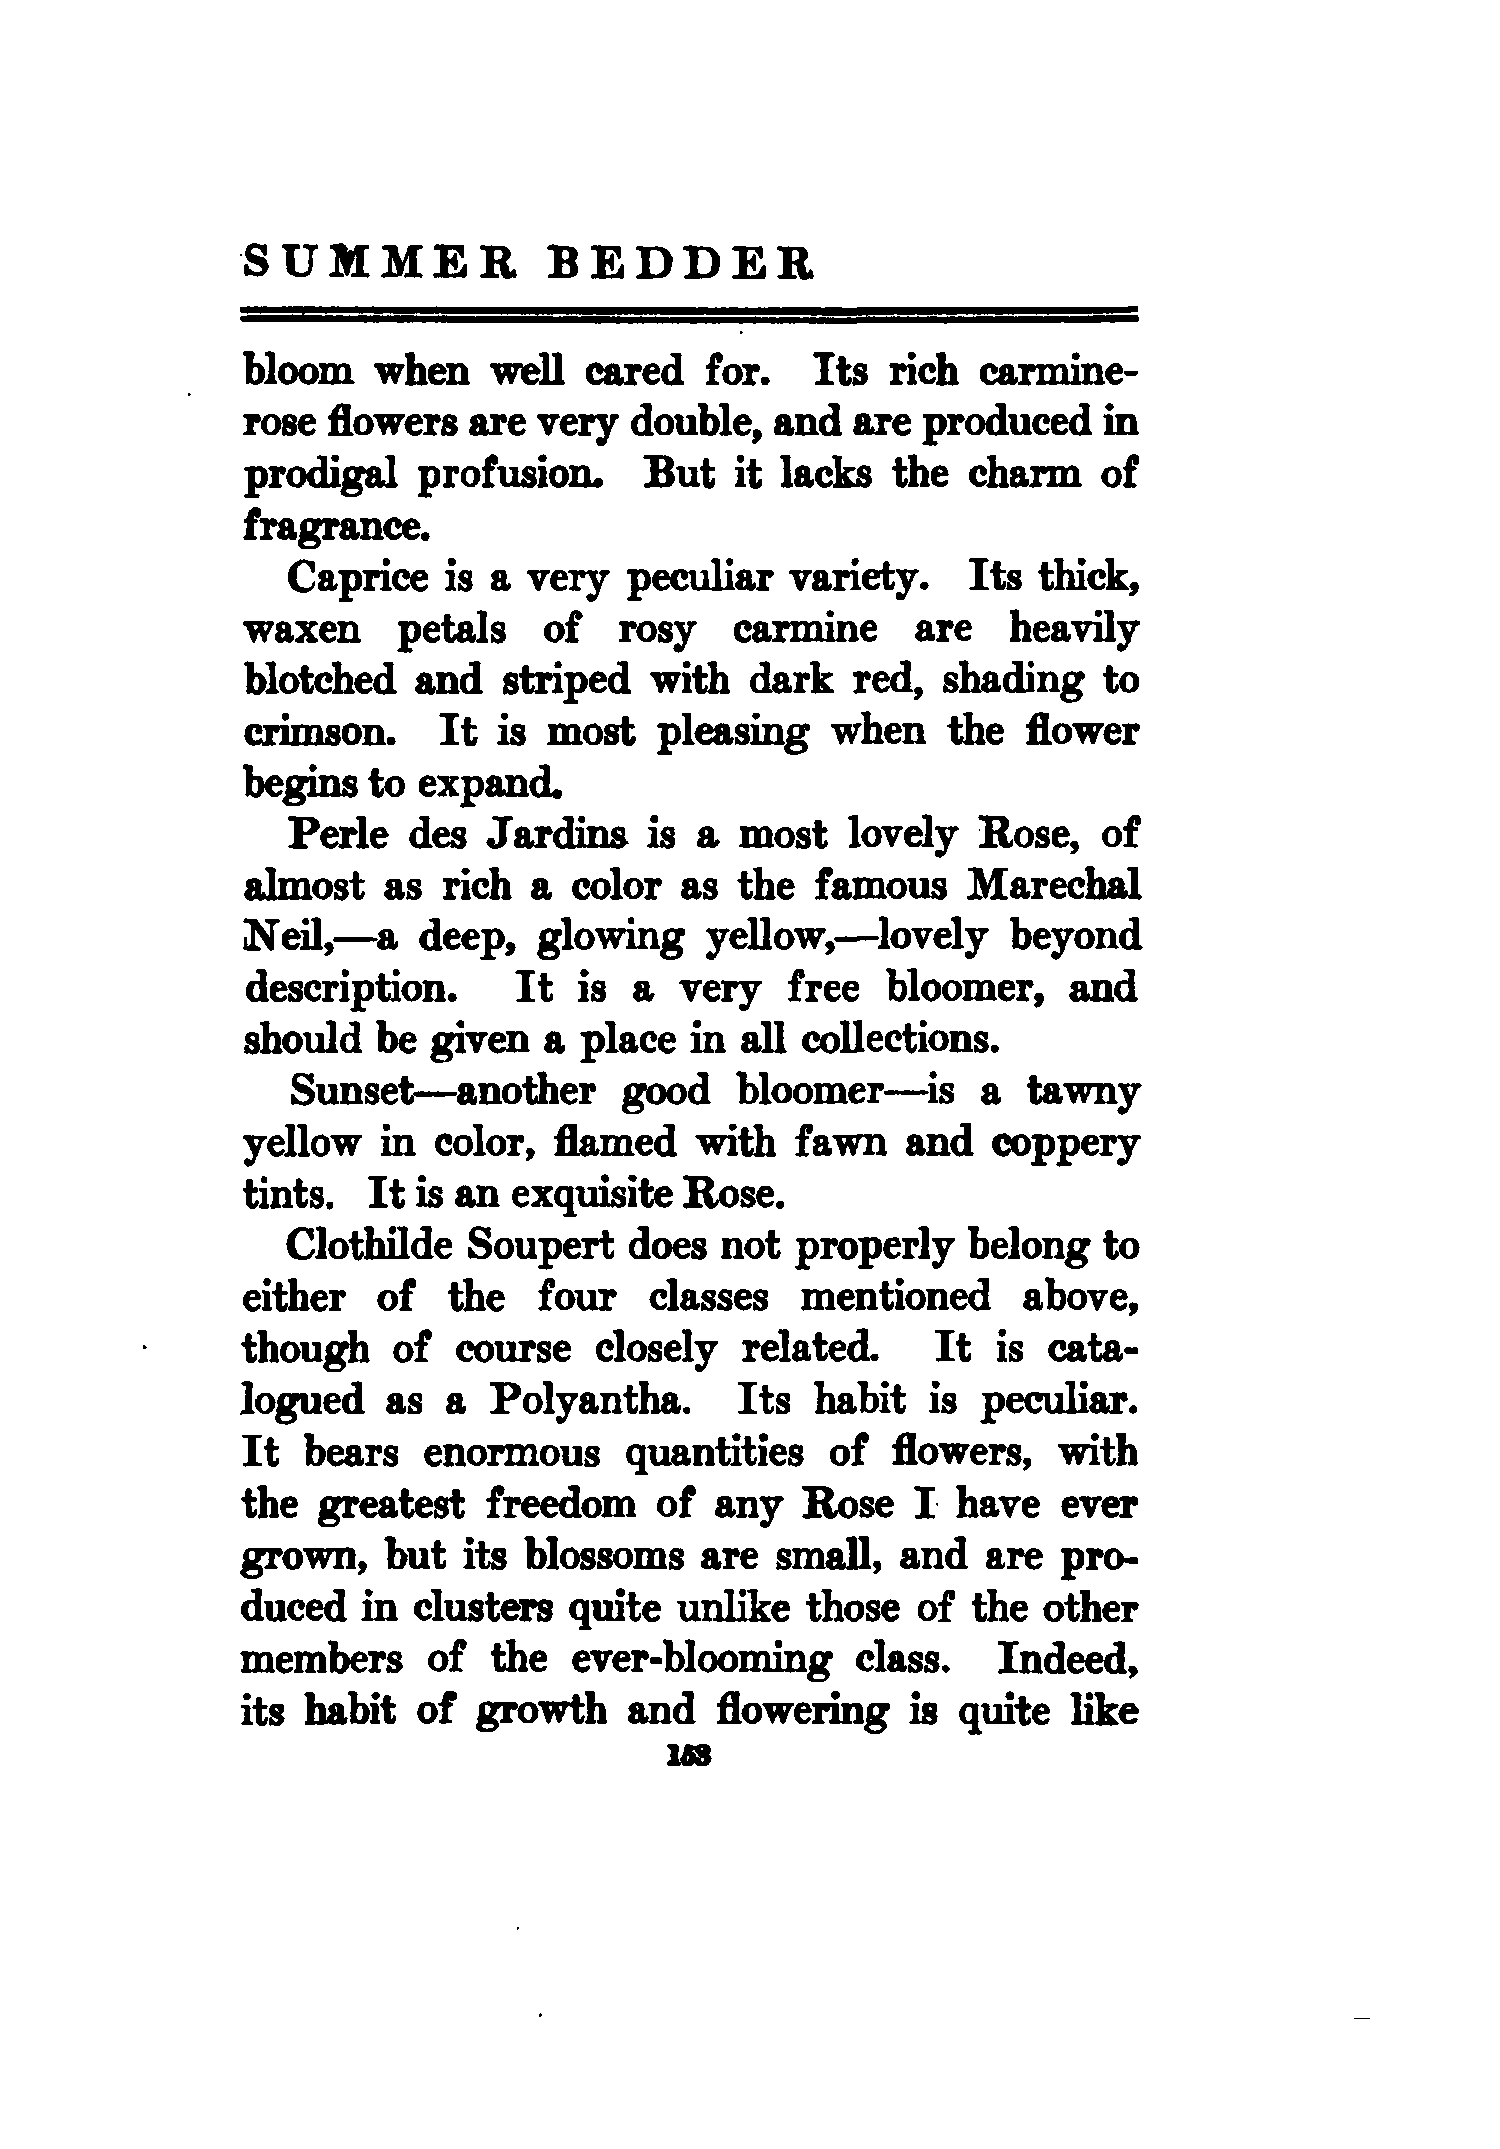 SUMMER BEDDER
bloom when well cared for. Its rich carmine-
rose flowers are very double, and are produced in
prodigal profusion. But it lacks the charm of
fragrance.
Caprice is a very peculiar variety. Its thick,
waxen petals of rosy carmine are heavily
blotched and striped with dark red, shading to
crimson. It is most pleasing when the flower
begins to expand.
Perle des Jardins is a most lovely Rose, of
almost as rich a color as the famous Marechal
Neil,—a deep, glowing yellow,—lovely beyond
description. It is a very free bloomer, and
should be given a place in all collections.
Sunset—another good bloomer—is a tawny
yellow in color, flamed with fawn and coppery
tints. It is an exquisite Rose.
Clothilde Soupert does not properly belong to
either of the four classes mentioned above,
though of course closely related. It is cata-
logued as a Polyantha. Its habit is peculiar.
It bears enormous quantities of flowers, with
the greatest freedom of any Rose I have ever
grown, but its blossoms are small, and are pro-
duced in clusters quite unlike those of the other
members of the ever-blooming class. Indeed,
its habit of growth and flowering is quite like
153